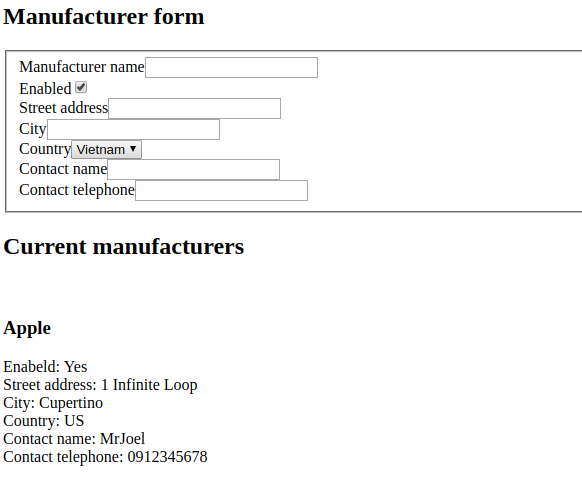 Manufacturer form
Manufacturer name
Enabled
Street address
City
Country Vietnam
Contact name
Contact telephone
Current manufacturers
Apple
Enabeld: Yes
Street address: 1 Infinite Loop
City: Cupertino
Country: US
Contact name: MrJoel
Contact telephone: 0912345678